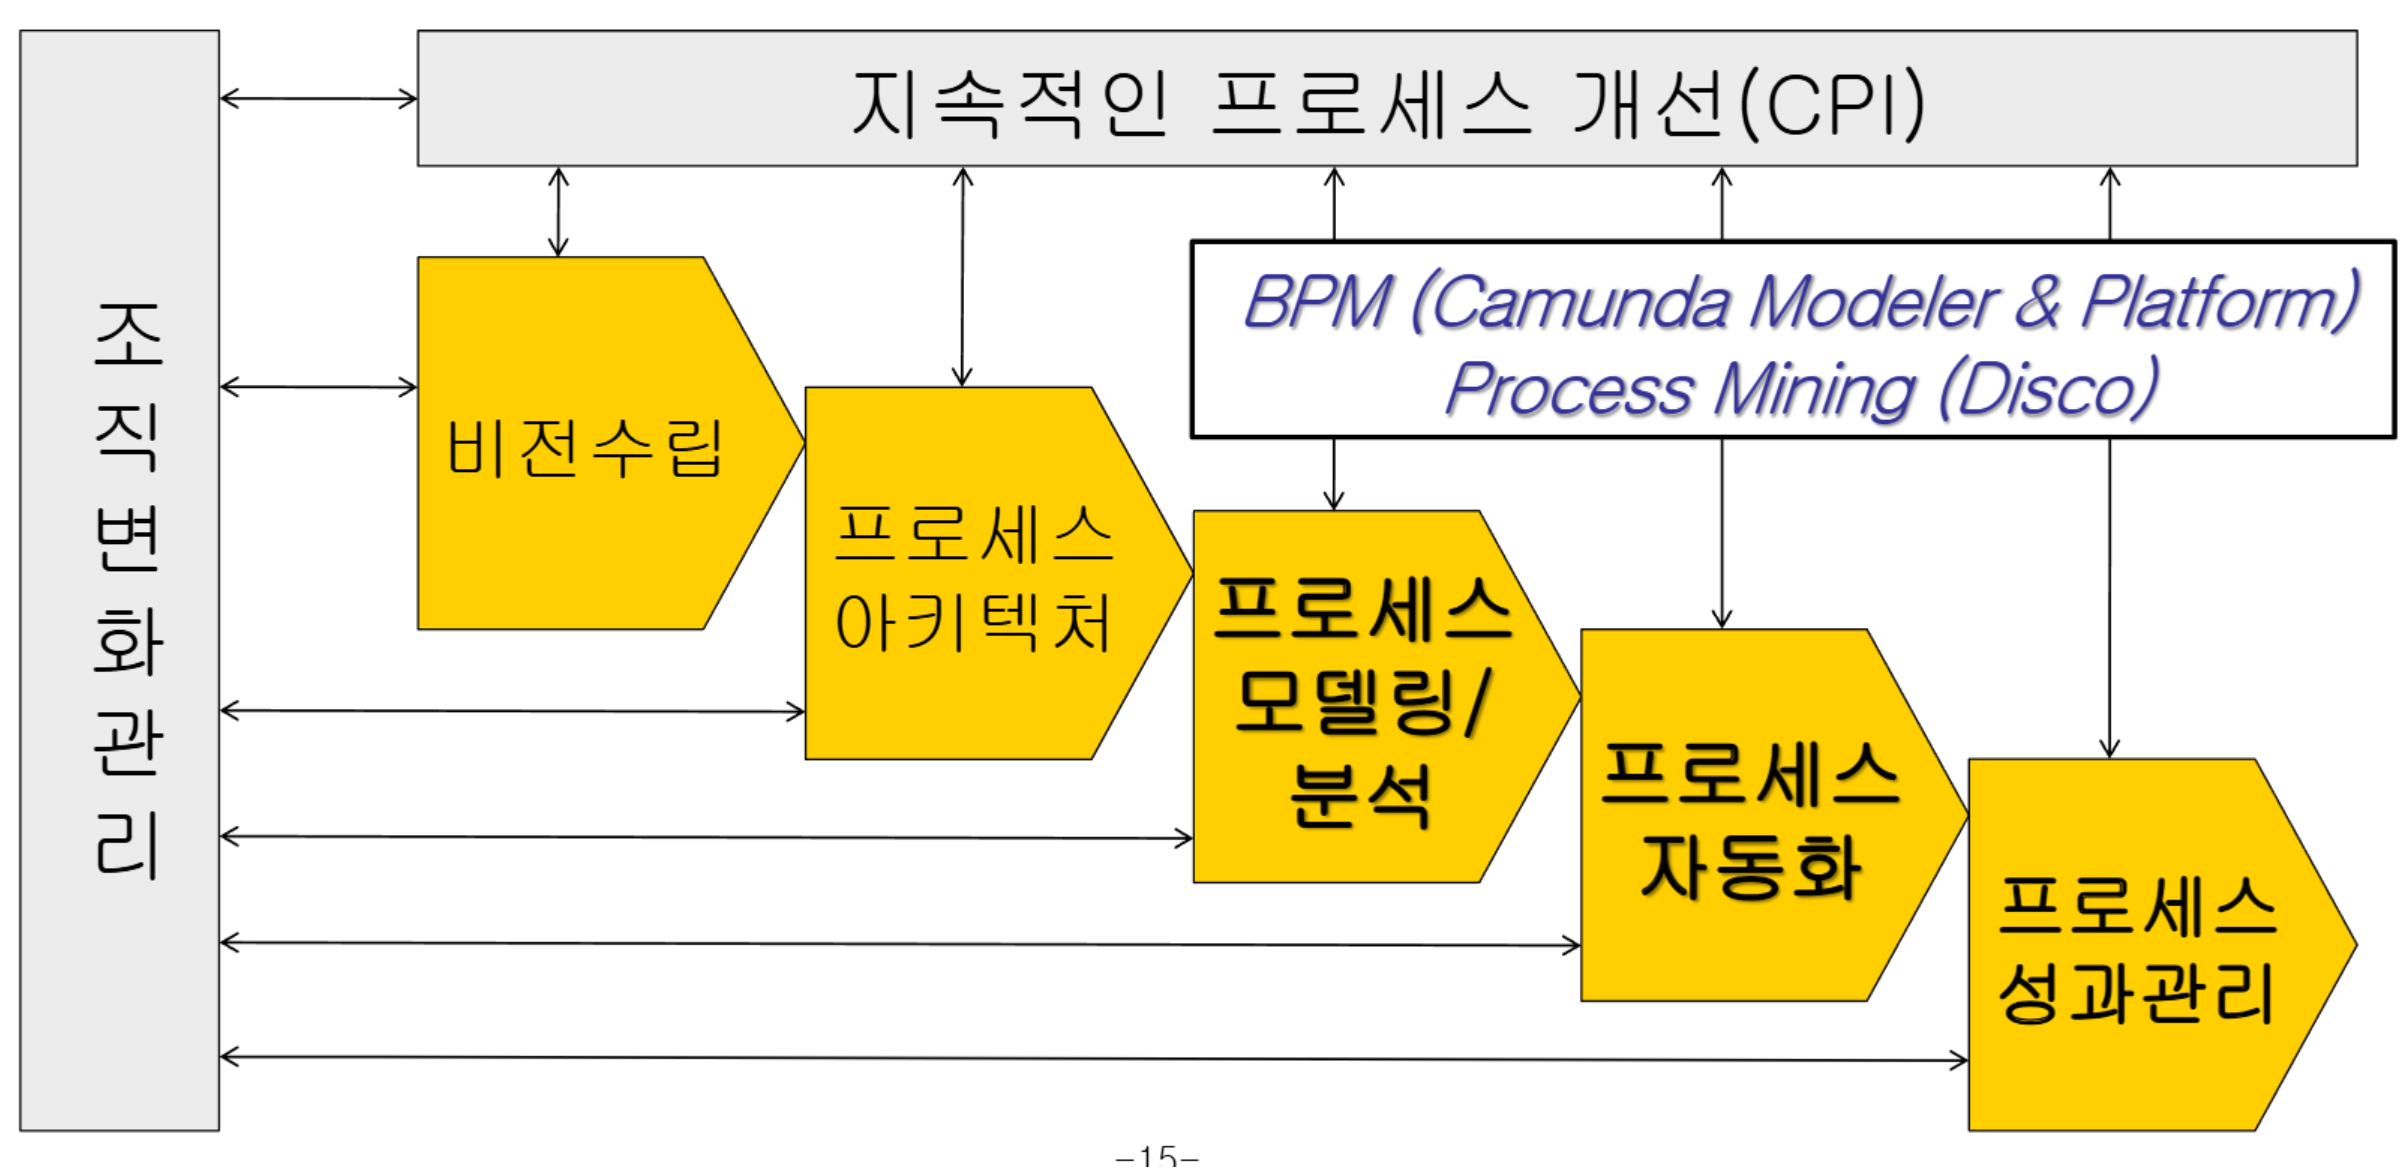 지속적인 프로세스 개선(CPI)
조
직
변
화
관
리
BPM (Camunda Modeler & Platform)
Process Mining (Disco)
비전수립
프로세스
아키텍처
프로세스
모델링/
분석
프로세스
자동화
프로세스
성과관리
-15-